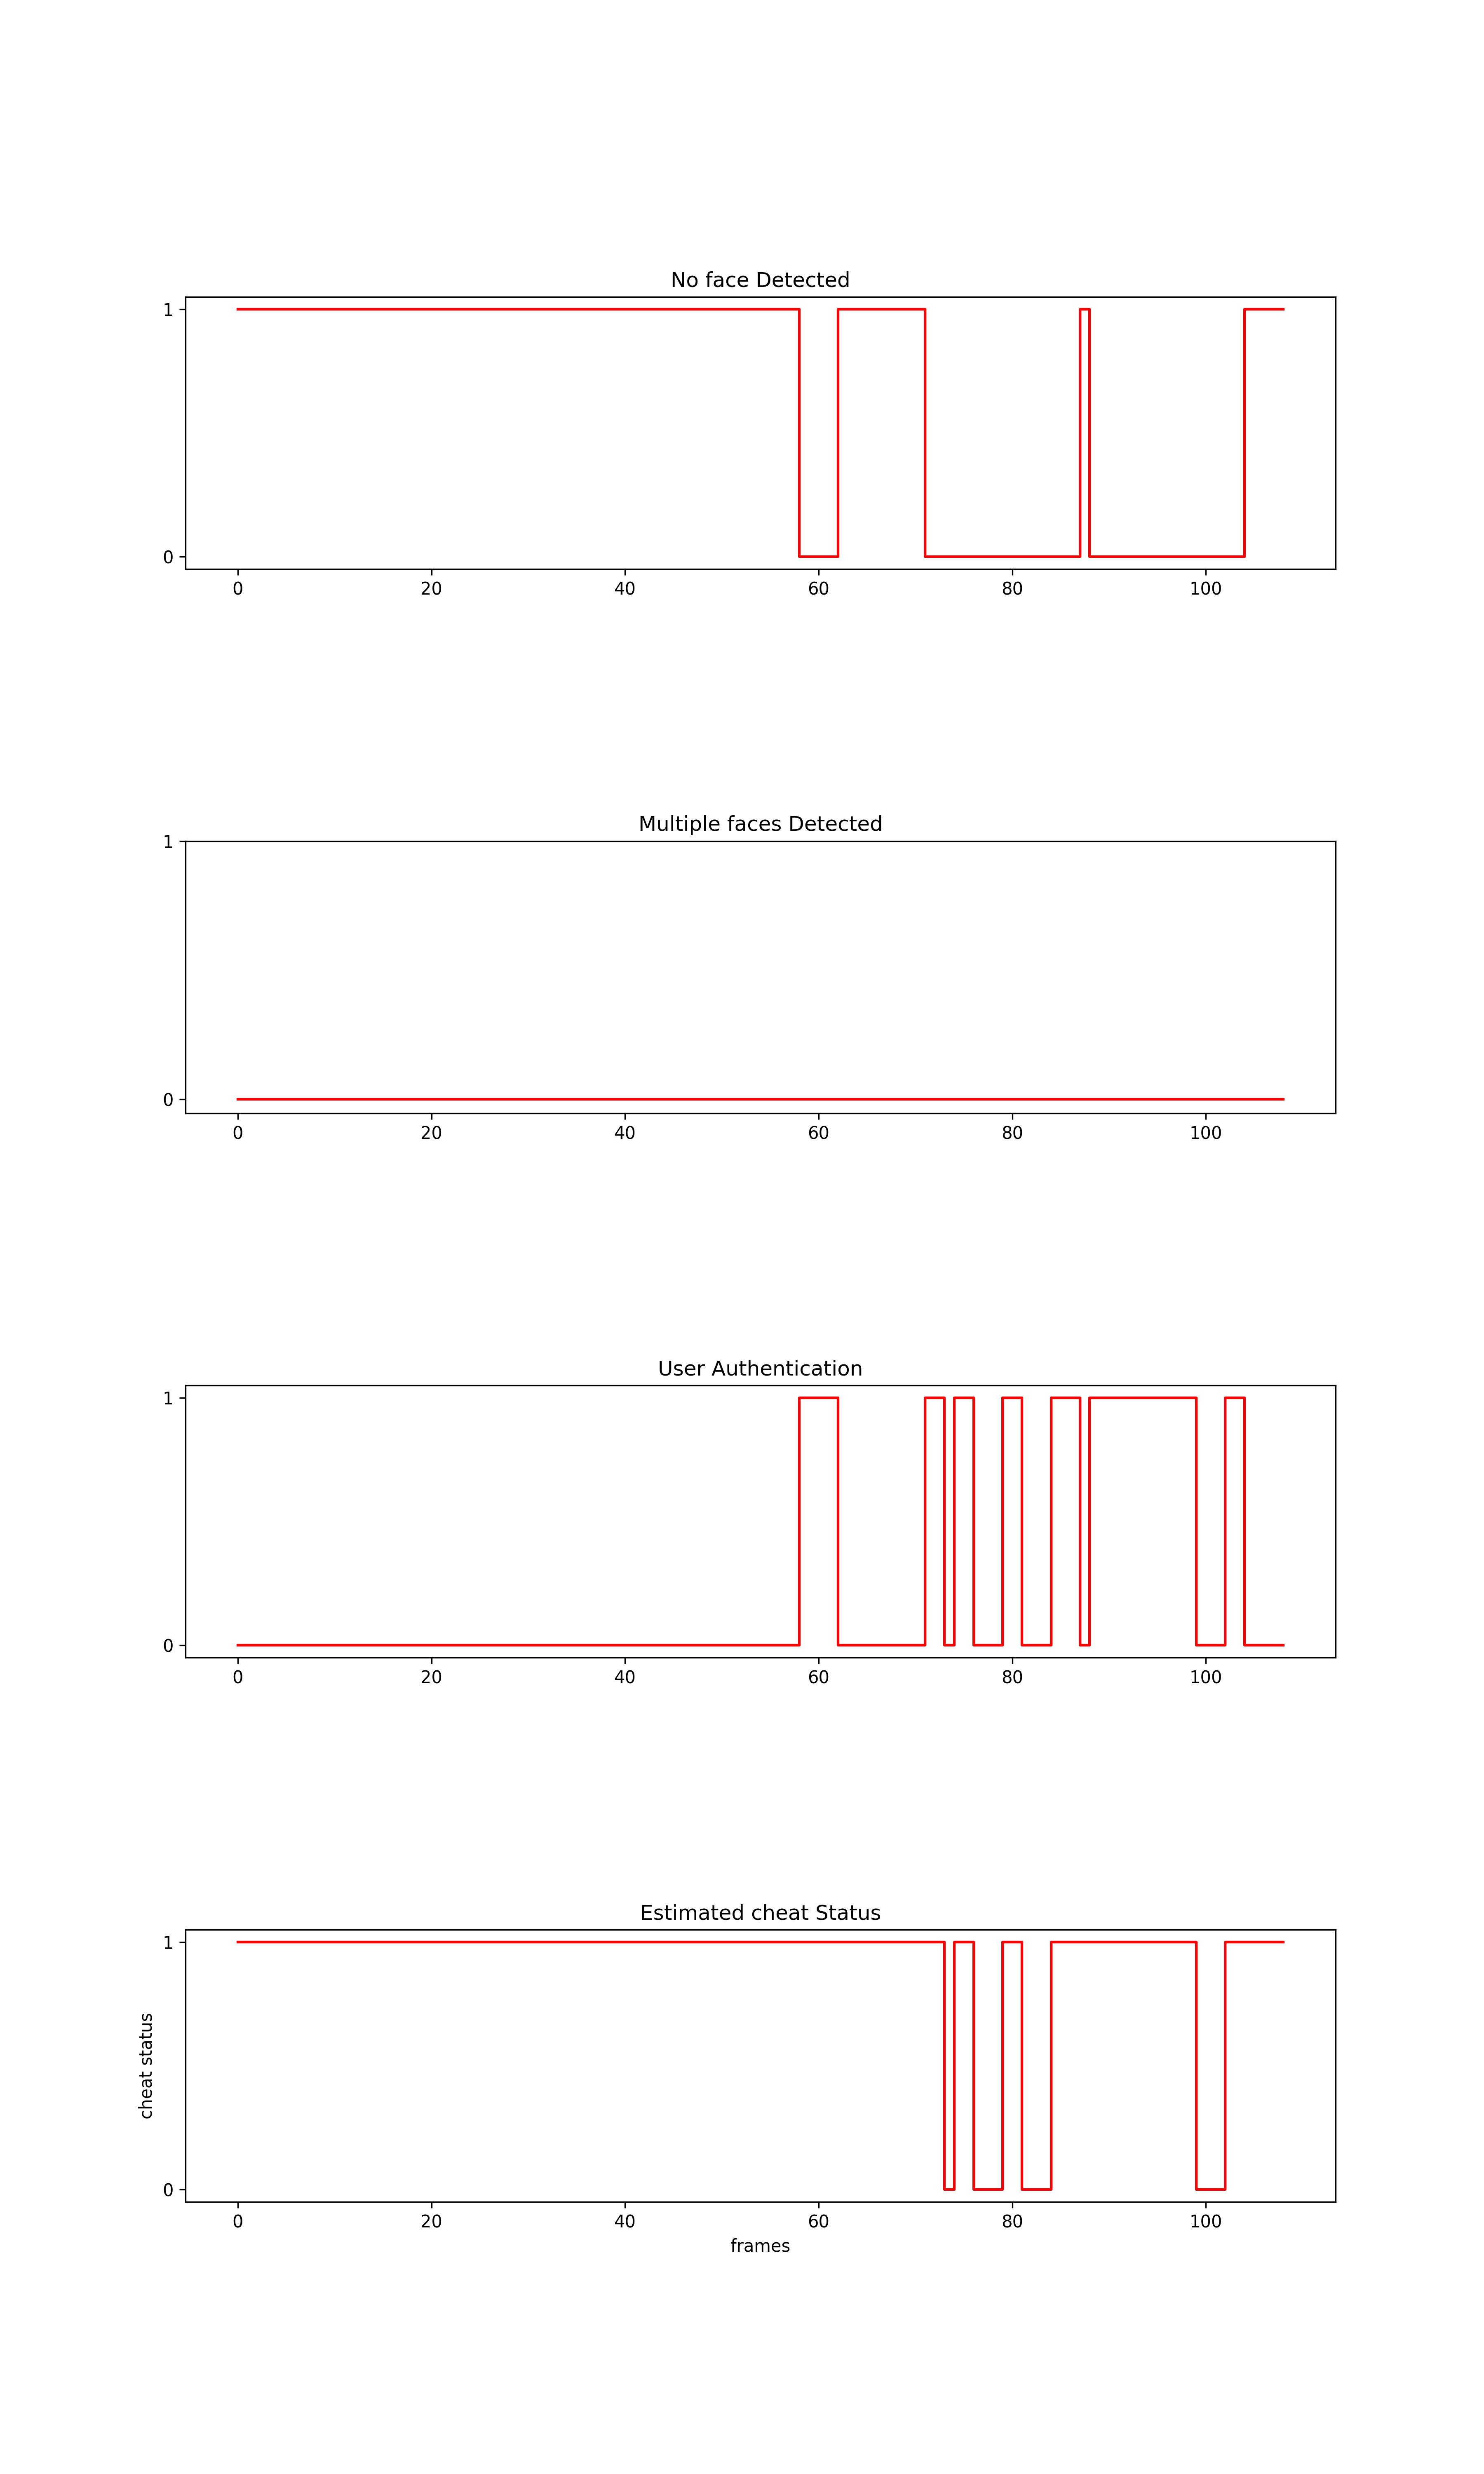 No face Detected
1
0
0 20 40 60 80 100
Multiple faces Detected
1
0
0 20 40 60 80 100
User Authentication
1
0
0 20 40 60 80 100
Estimated cheat Status
1
cheat status
0
0 20 40 60 80 100
frames